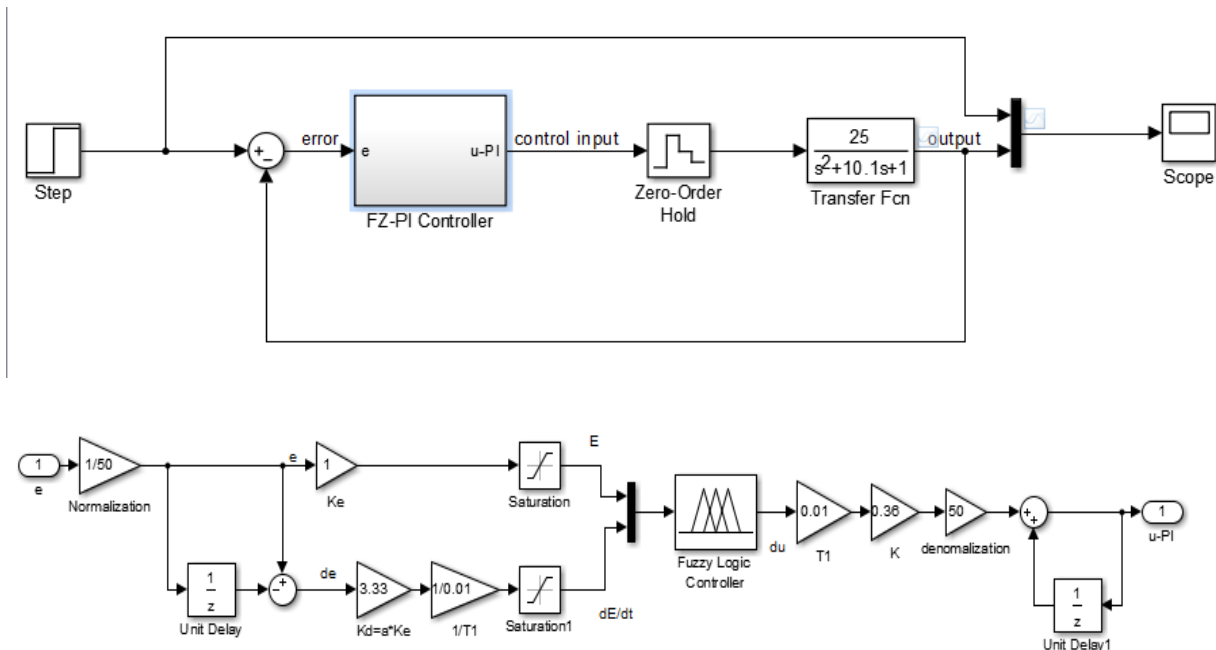 Step
+
−
error
e
u-PI
FZ-PI Controller
control input
Zero-Order
Hold
25
s²+10.1s+1
Transfer Fcn
output
Scope
1
e
1/50
Normalization
e
1
Ke
Saturation
E
1
z
Unit Delay
−
+
de
3.33
Kd=a*Ke
1/0.01
1/T1
Saturation1
dE/dt
Fuzzy Logic
Controller
du
0.01
T1
0.36
K
50
denomalization
+
+
1
z
Unit Delay1
1
u-PI